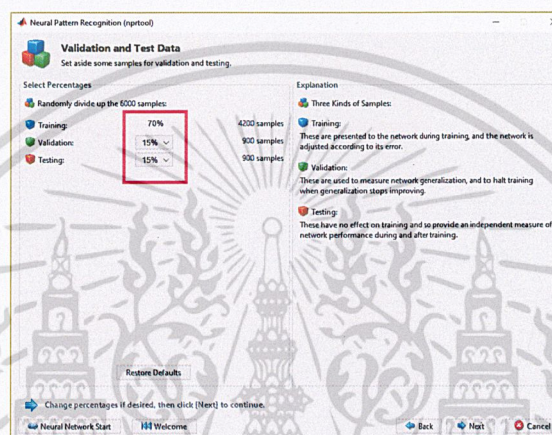 Neural Pattern Recognition (nprtool)
Validation and Test Data
Set aside some samples for validation and testing.
Select Percentages
Randomly divide up the 6000 samples:
Training: 70% 4200 samples
Validation: 15% 900 samples
Testing: 15% 900 samples
Explanation
Three Kinds of Samples:
Training:
These are presented to the network during training, and the network is
adjusted according to its error.
Validation:
These are used to measure network generalization, and to halt training
when generalization stops improving.
Testing:
These have no effect on training and so provide an independent measure of
network performance during and after training.
Restore Defaults
Change percentages if desired, then click [Next] to continue.
Neural Network Start
Welcome
Back
Next
Cancel